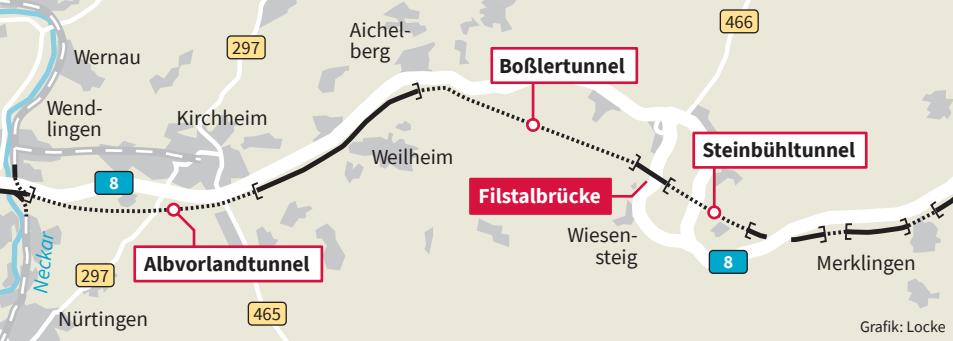 466
Aichel-
berg
297
Wernau
Boßlertunnel
Wend-
lingen
Kirchheim
Steinbühltunnel
Weilheim
8
Filstalbrücke
Wiesen-
steig
Neckar
Albvorlandtunnel
8
Merklingen
297
465
Nürtingen
Grafik: Locke